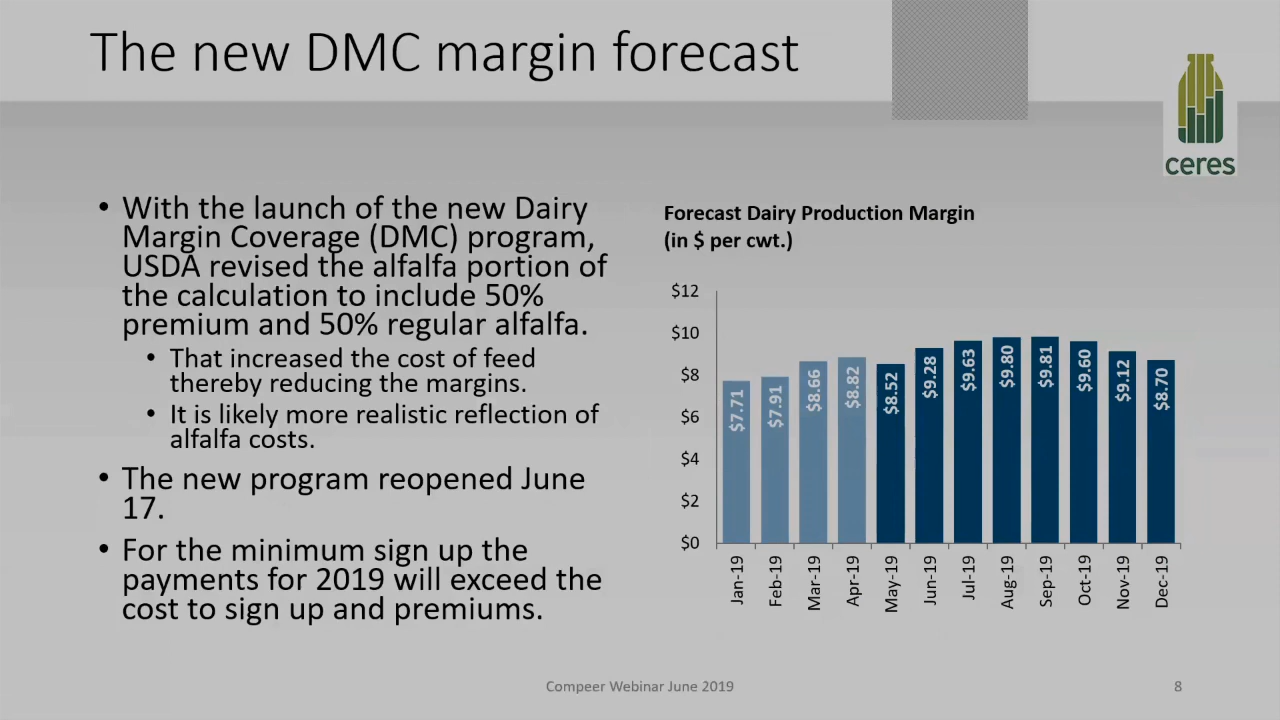 The new DMC margin forecast
ceres
• With the launch of the new Dairy
Margin Coverage (DMC) program,
USDA revised the alfalfa portion of
the calculation to include 50%
premium and 50% regular alfalfa.
• That increased the cost of feed
thereby reducing the margins.
• It is likely more realistic reflection of
alfalfa costs.
• The new program reopened June
17.
• For the minimum sign up the
payments for 2019 will exceed the
cost to sign up and premiums.
Forecast Dairy Production Margin
(in $ per cwt.)
$12
$10
$8
$6
$4
$2
$0
$7.71
$7.91
$8.66
$8.82
$8.52
$9.28
$9.63
$9.80
$9.81
$9.60
$9.12
$8.70
Jan-19
Feb-19
Mar-19
Apr-19
May-19
Jun-19
Jul-19
Aug-19
Sep-19
Oct-19
Nov-19
Dec-19
Compeer Webinar June 2019
8